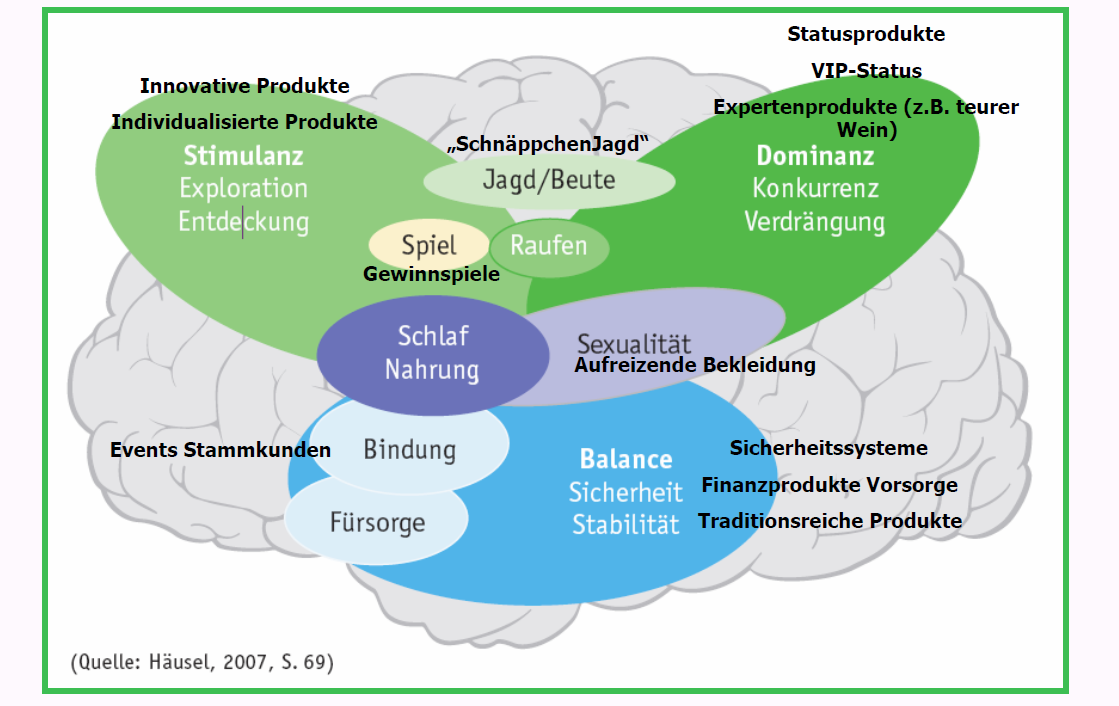 Statusprodukte
VIP-Status
Expertenprodukte (z.B. teurer
Wein)
Innovative Produkte
Individualisierte Produkte
Stimulanz
Exploration
Entdeckung
„SchnäppchenJagd“
Jagd/Beute
Dominanz
Konkurrenz
Verdrängung
Spiel
Raufen
Gewinnspiele
Schlaf
Nahrung
Sexualität
Aufreizende Bekleidung
Events Stammkunden
Bindung
Fürsorge
Balance
Sicherheit
Stabilität
Sicherheitssysteme
Finanzprodukte Vorsorge
Traditionsreiche Produkte
(Quelle: Häusel, 2007, S. 69)